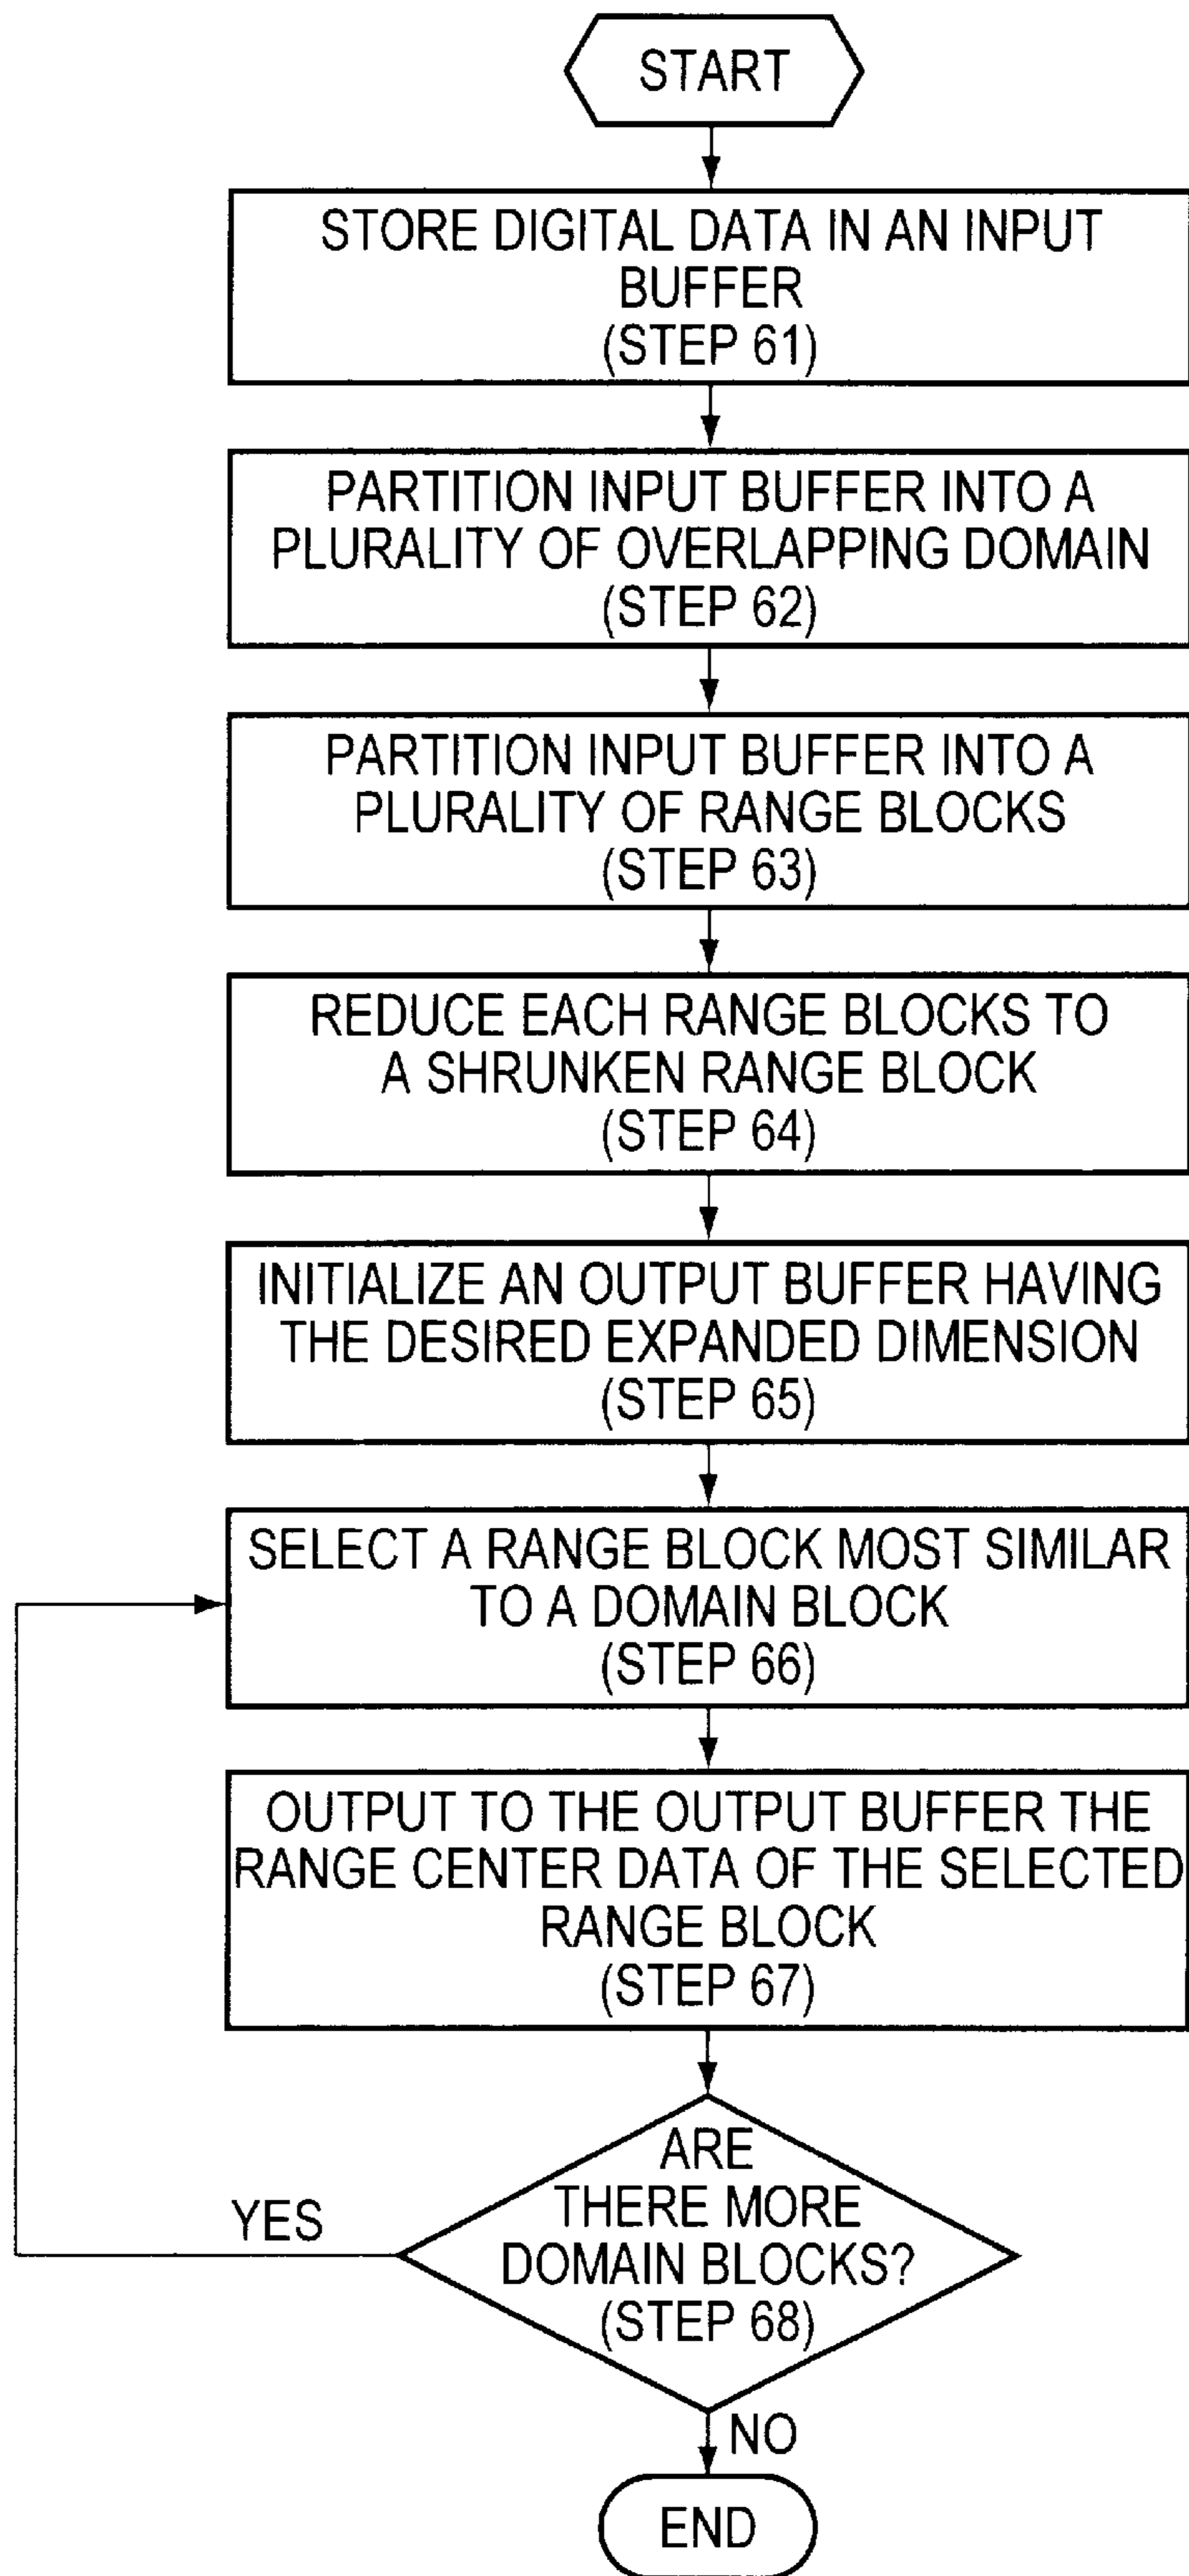 START
STORE DIGITAL DATA IN AN INPUT
BUFFER
(STEP 61)
PARTITION INPUT BUFFER INTO A
PLURALITY OF OVERLAPPING DOMAIN
(STEP 62)
PARTITION INPUT BUFFER INTO A
PLURALITY OF RANGE BLOCKS
(STEP 63)
REDUCE EACH RANGE BLOCKS TO
A SHRUNKEN RANGE BLOCK
(STEP 64)
INITIALIZE AN OUTPUT BUFFER HAVING
THE DESIRED EXPANDED DIMENSION
(STEP 65)
SELECT A RANGE BLOCK MOST SIMILAR
TO A DOMAIN BLOCK
(STEP 66)
OUTPUT TO THE OUTPUT BUFFER THE
RANGE CENTER DATA OF THE SELECTED
RANGE BLOCK
(STEP 67)
ARE
THERE MORE
DOMAIN BLOCKS?
(STEP 68)
YES
NO
END